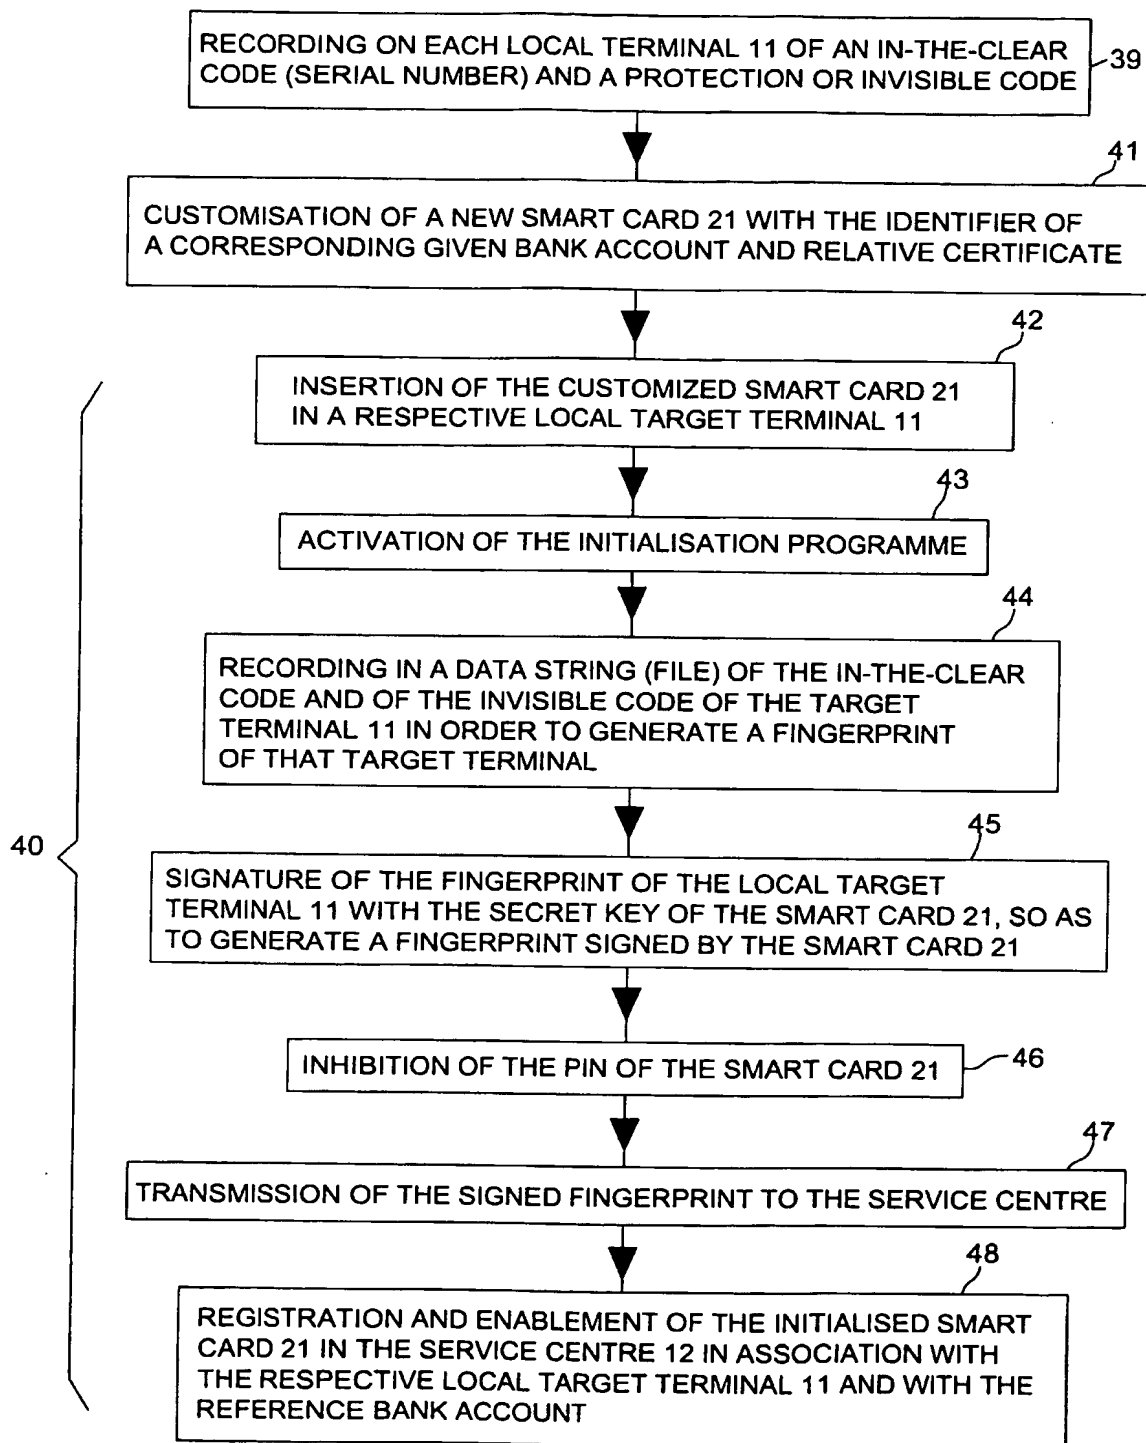 RECORDING ON EACH LOCAL TERMINAL 11 OF AN IN-THE-CLEAR
CODE (SERIAL NUMBER) AND A PROTECTION OR INVISIBLE CODE
39
41
CUSTOMISATION OF A NEW SMART CARD 21 WITH THE IDENTIFIER OF
A CORRESPONDING GIVEN BANK ACCOUNT AND RELATIVE CERTIFICATE
42
INSERTION OF THE CUSTOMIZED SMART CARD 21
IN A RESPECTIVE LOCAL TARGET TERMINAL 11
43
ACTIVATION OF THE INITIALISATION PROGRAMME
44
RECORDING IN A DATA STRING (FILE) OF THE IN-THE-CLEAR
CODE AND OF THE INVISIBLE CODE OF THE TARGET
TERMINAL 11 IN ORDER TO GENERATE A FINGERPRINT
OF THAT TARGET TERMINAL
40
45
SIGNATURE OF THE FINGERPRINT OF THE LOCAL TARGET
TERMINAL 11 WITH THE SECRET KEY OF THE SMART CARD 21, SO AS
TO GENERATE A FINGERPRINT SIGNED BY THE SMART CARD 21
INHIBITION OF THE PIN OF THE SMART CARD 21
46
47
TRANSMISSION OF THE SIGNED FINGERPRINT TO THE SERVICE CENTRE
48
REGISTRATION AND ENABLEMENT OF THE INITIALISED SMART
CARD 21 IN THE SERVICE CENTRE 12 IN ASSOCIATION WITH
THE RESPECTIVE LOCAL TARGET TERMINAL 11 AND WITH THE
REFERENCE BANK ACCOUNT